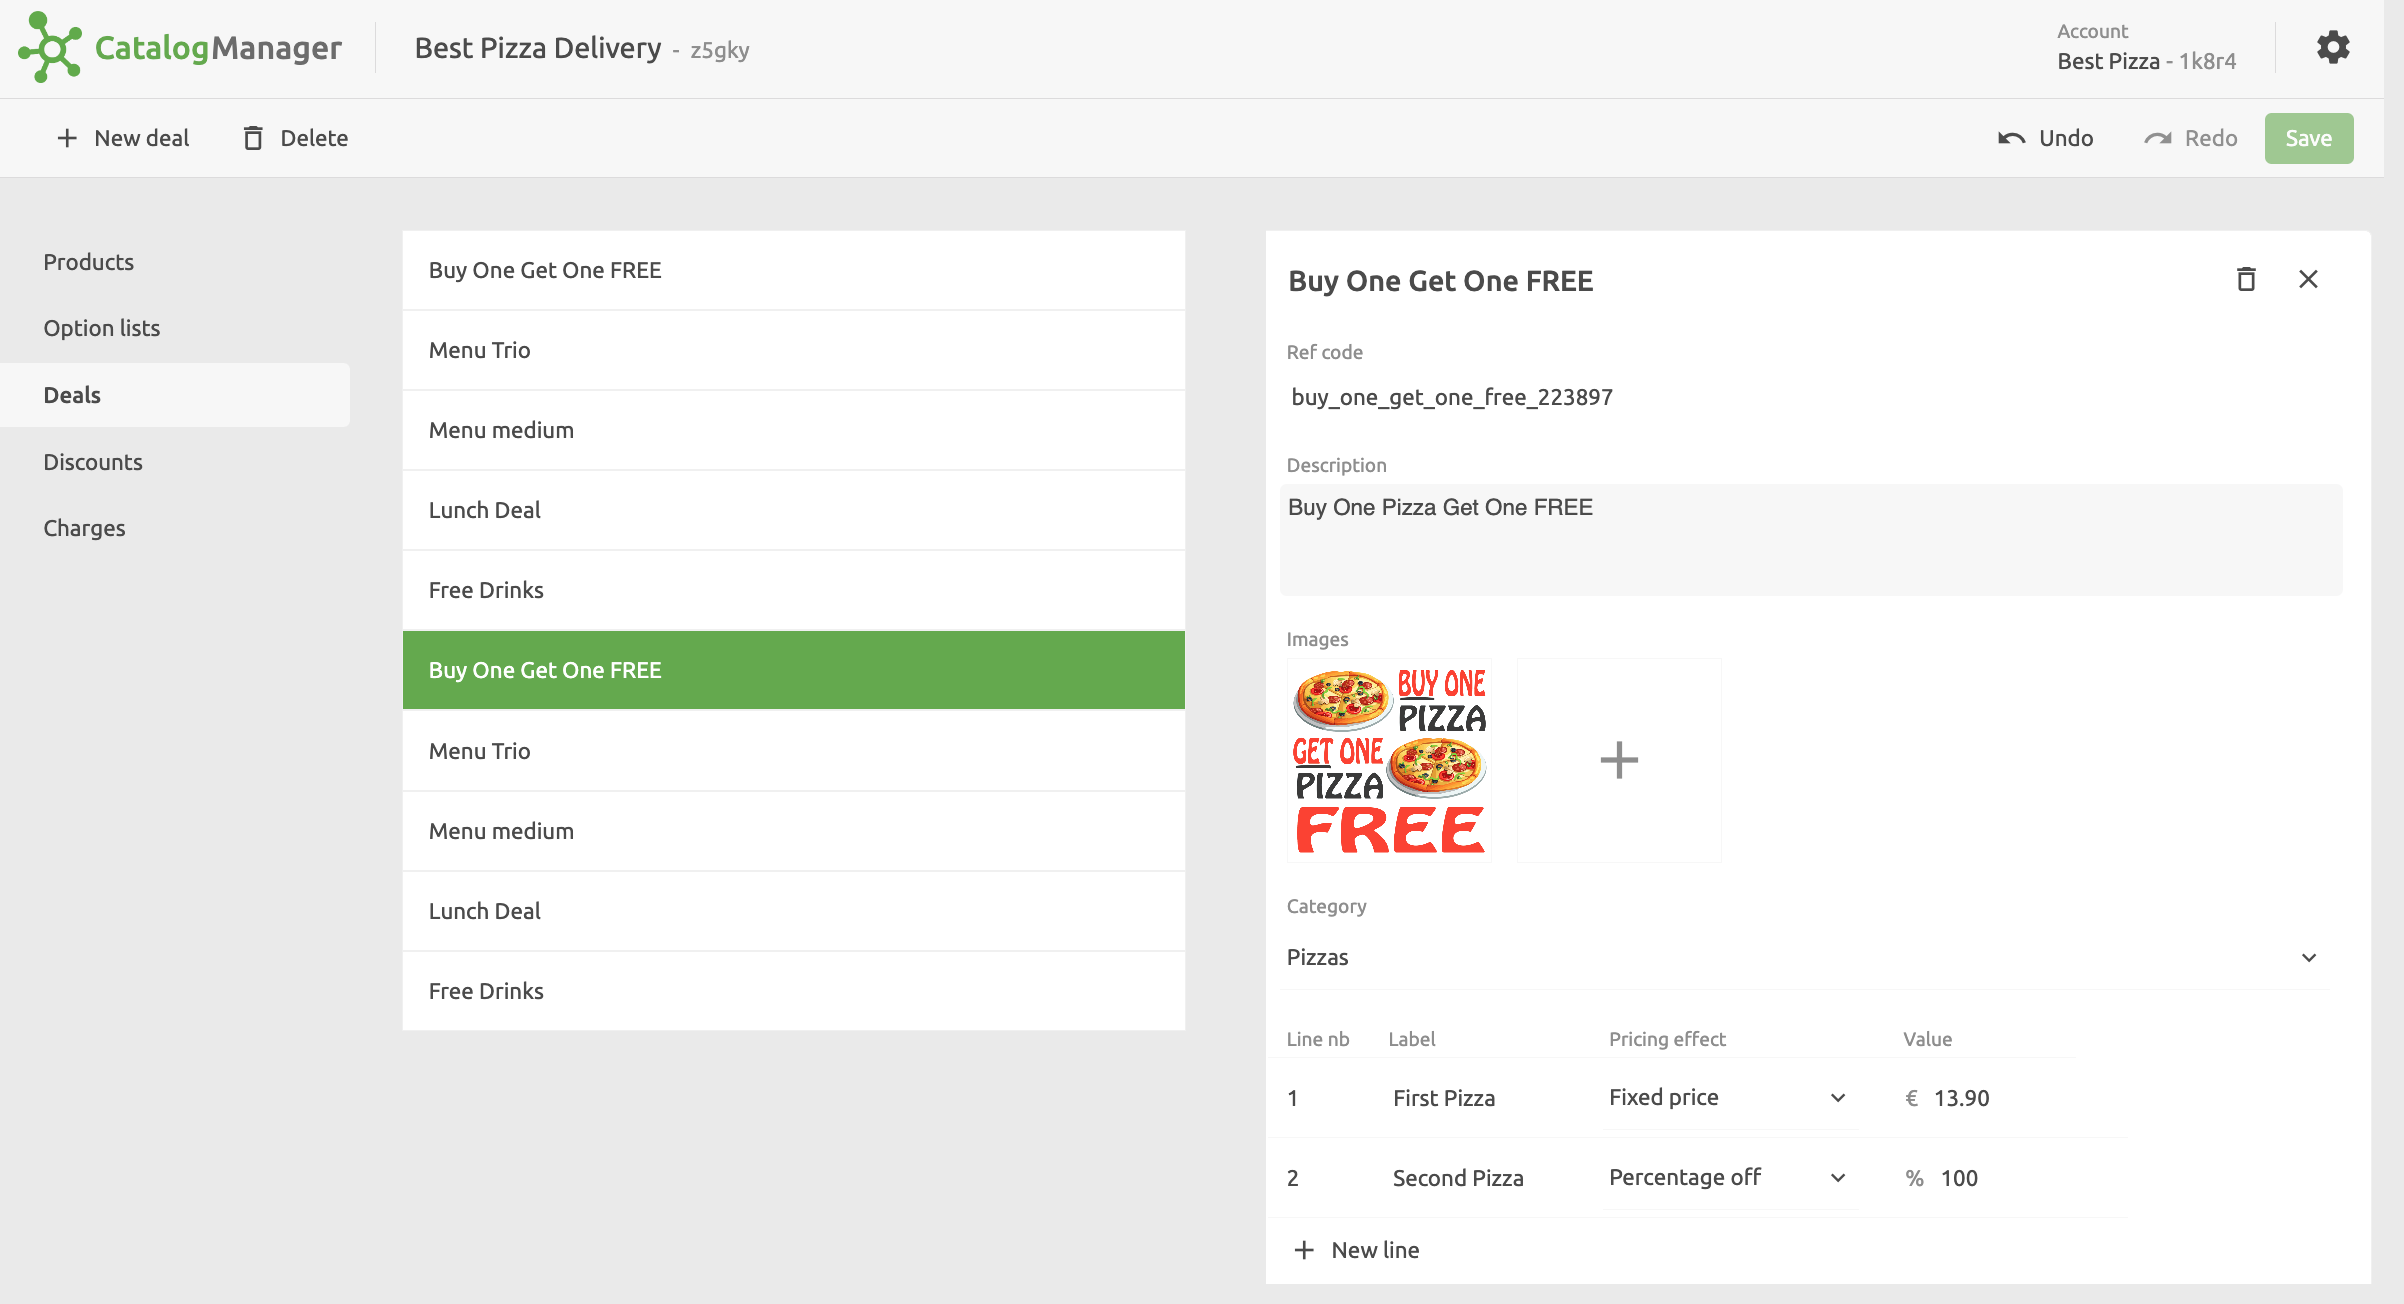 CatalogManager
Best Pizza Delivery - z5gky
Account
Best Pizza - 1k8r4
New deal
Delete
Undo
Redo
Save
Products
Option lists
Deals
Discounts
Charges
Buy One Get One FREE
Menu Trio
Menu medium
Lunch Deal
Free Drinks
Buy One Get One FREE
Menu Trio
Menu medium
Lunch Deal
Free Drinks
Buy One Get One FREE
Ref code
buy_one_get_one_free_223897
Description
Buy One Pizza Get One FREE
Images
BUY ONE
PIZZA
GET ONE
PIZZA
FREE
Category
Pizzas
Line nb Label Pricing effect Value
1 First Pizza Fixed price € 13.90
2 Second Pizza Percentage off % 100
New line